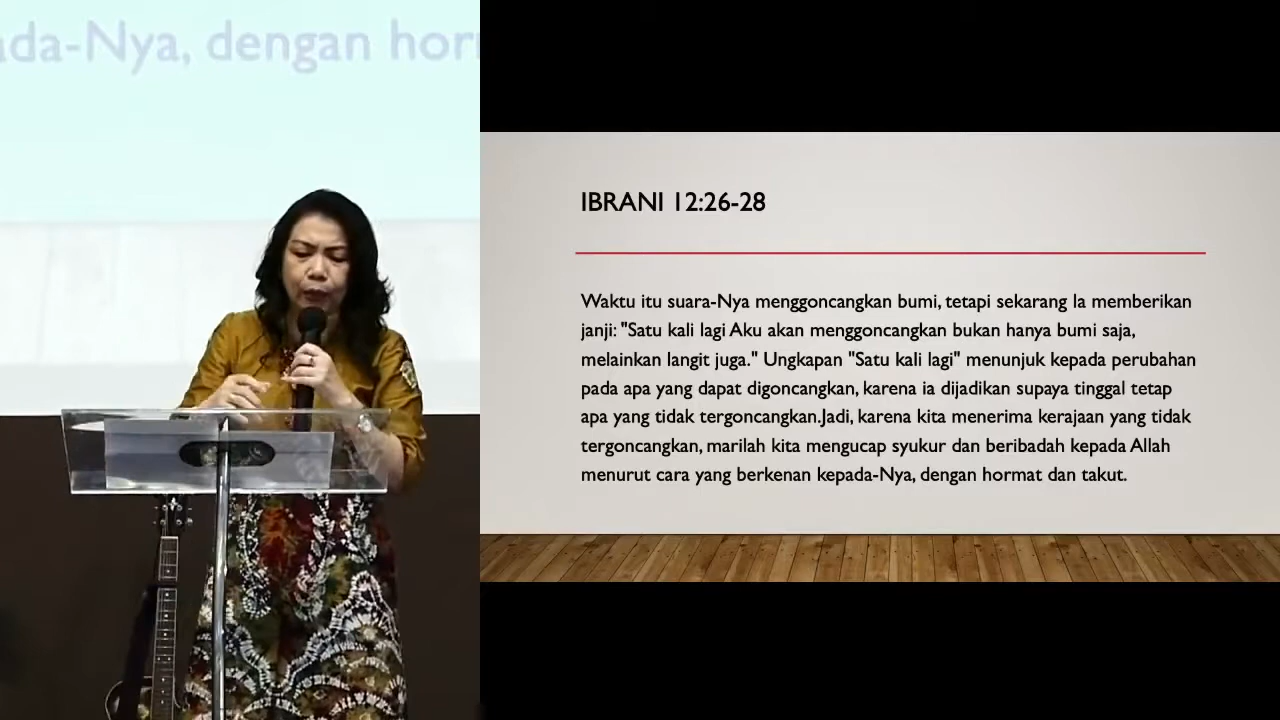 ada-Nya, dengan hor
IBRANI 12:26-28
Waktu itu suara-Nya menggoncangkan bumi, tetapi sekarang Ia memberikan
janji: "Satu kali lagi Aku akan menggoncangkan bukan hanya bumi saja,
melainkan langit juga." Ungkapan "Satu kali lagi" menunjuk kepada perubahan
pada apa yang dapat digoncangkan, karena ia dijadikan supaya tinggal tetap
apa yang tidak tergoncangkan.Jadi, karena kita menerima kerajaan yang tidak
tergoncangkan, marilah kita mengucap syukur dan beribadah kepada Allah
menurut cara yang berkenan kepada-Nya, dengan hormat dan takut.